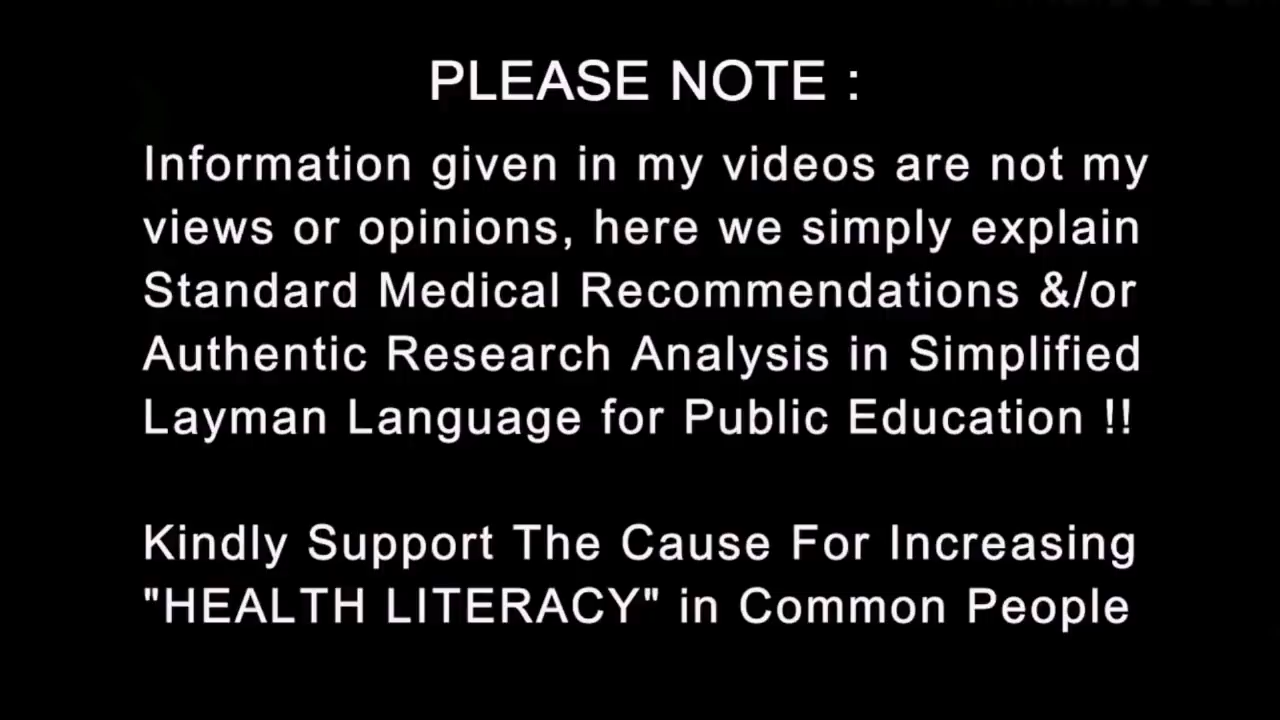 PLEASE NOTE :
Information given in my videos are not my
views or opinions, here we simply explain
Standard Medical Recommendations &/or
Authentic Research Analysis in Simplified
Layman Language for Public Education !!
Kindly Support The Cause For Increasing
"HEALTH LITERACY" in Common People